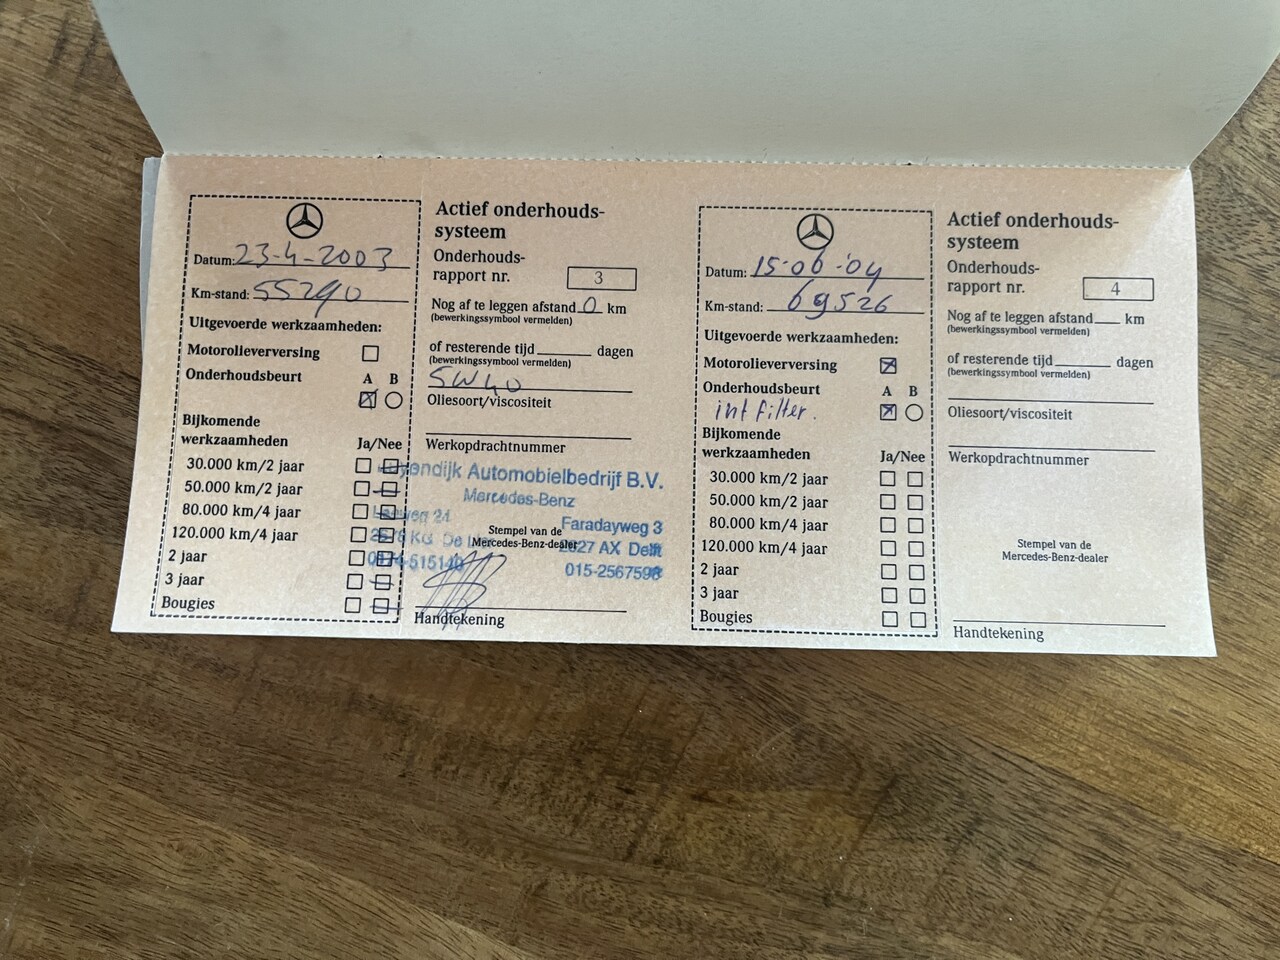 Datum: 23-4-2003
Km-stand: 55290
Uitgevoerde werkzaamheden:
Motorolieverversing
Onderhoudsbeurt A B
Bijkomende
werkzaamheden Ja/Nee
30.000 km/2 jaar
50.000 km/2 jaar
80.000 km/4 jaar
120.000 km/4 jaar
2 jaar
3 jaar
Bougies
Actief onderhouds-
systeem
Onderhouds-
rapport nr. 3
Nog af te leggen afstand 0 km
(bewerkingssymbool vermelden)
of resterende tijd dagen
(bewerkingssymbool vermelden)
5W40
Oliesoort/viscositeit
Werkopdrachtnummer
Automobielbedrijf B.V.
Mercedes-Benz
Faradayweg 3
2627 AX Delft
015-2567598
Stempel van de
Mercedes-Benz-dealer
Handtekening
Datum: 15-06-'04
Km-stand: 69526
Uitgevoerde werkzaamheden:
Motorolieverversing
Onderhoudsbeurt A B
int filter.
Bijkomende
werkzaamheden Ja/Nee
30.000 km/2 jaar
50.000 km/2 jaar
80.000 km/4 jaar
120.000 km/4 jaar
2 jaar
3 jaar
Bougies
Actief onderhouds-
systeem
Onderhouds-
rapport nr. 4
Nog af te leggen afstand km
(bewerkingssymbool vermelden)
of resterende tijd dagen
(bewerkingssymbool vermelden)
Oliesoort/viscositeit
Werkopdrachtnummer
Stempel van de
Mercedes-Benz-dealer
Handtekening